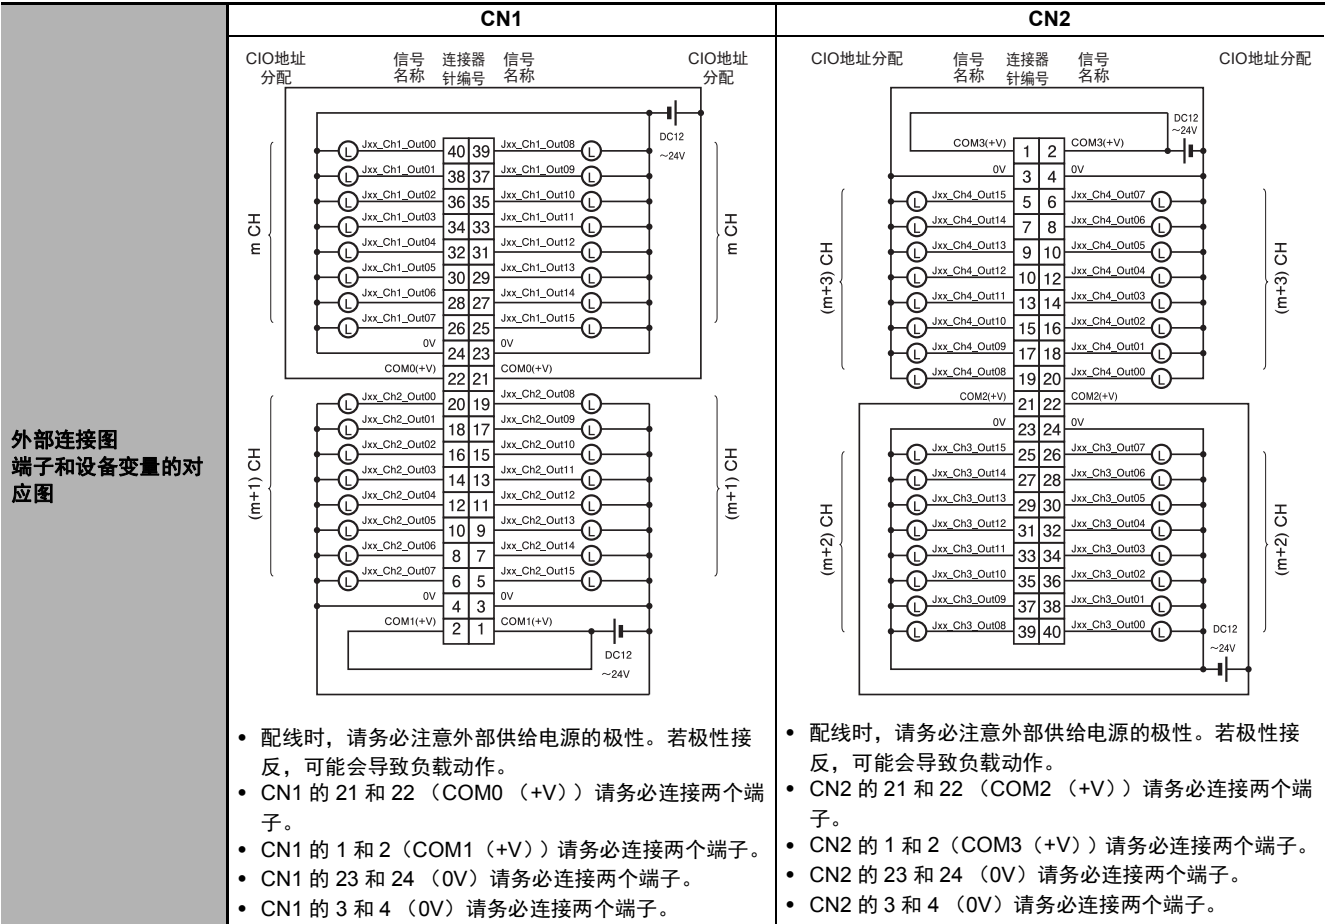 CN1
CN2
外部连接图
端子和设备变量的对
应图
CIO地址
分配
信号
名称
连接器
针编号
信号
名称
CIO地址
分配
DC12
～24V
Jxx_Ch1_Out00 40 39 Jxx_Ch1_Out08
Jxx_Ch1_Out01 38 37 Jxx_Ch1_Out09
Jxx_Ch1_Out02 36 35 Jxx_Ch1_Out10
Jxx_Ch1_Out03 34 33 Jxx_Ch1_Out11
Jxx_Ch1_Out04 32 31 Jxx_Ch1_Out12
Jxx_Ch1_Out05 30 29 Jxx_Ch1_Out13
Jxx_Ch1_Out06 28 27 Jxx_Ch1_Out14
Jxx_Ch1_Out07 26 25 Jxx_Ch1_Out15
0V 24 23 0V
COM0(+V) 22 21 COM0(+V)
Jxx_Ch2_Out00 20 19 Jxx_Ch2_Out08
Jxx_Ch2_Out01 18 17 Jxx_Ch2_Out09
Jxx_Ch2_Out02 16 15 Jxx_Ch2_Out10
Jxx_Ch2_Out03 14 13 Jxx_Ch2_Out11
Jxx_Ch2_Out04 12 11 Jxx_Ch2_Out12
Jxx_Ch2_Out05 10 9 Jxx_Ch2_Out13
Jxx_Ch2_Out06 8 7 Jxx_Ch2_Out14
Jxx_Ch2_Out07 6 5 Jxx_Ch2_Out15
0V 4 3 0V
COM1(+V) 2 1 COM1(+V)
DC12
～24V
m CH
m CH
(m+1) CH
(m+1) CH
L L L L L L L L L L L L L L L L
L L L L L L L L L L L L L L L L
• 配线时，请务必注意外部供给电源的极性。若极性接
反，可能会导致负载动作。
• CN1 的 21 和 22 （COM0 （+V））请务必连接两个端
子。
• CN1 的 1 和 2（COM1（+V））请务必连接两个端子。
• CN1 的 23 和 24 （0V）请务必连接两个端子。
• CN1 的 3 和 4 （0V）请务必连接两个端子。
CIO地址分配
信号
名称
连接器
针编号
信号
名称
CIO地址分配
DC12
～24V
COM3(+V) 1 2 COM3(+V)
0V 3 4 0V
Jxx_Ch4_Out15 5 6 Jxx_Ch4_Out07
Jxx_Ch4_Out14 7 8 Jxx_Ch4_Out06
Jxx_Ch4_Out13 9 10 Jxx_Ch4_Out05
Jxx_Ch4_Out12 10 12 Jxx_Ch4_Out04
Jxx_Ch4_Out11 13 14 Jxx_Ch4_Out03
Jxx_Ch4_Out10 15 16 Jxx_Ch4_Out02
Jxx_Ch4_Out09 17 18 Jxx_Ch4_Out01
Jxx_Ch4_Out08 19 20 Jxx_Ch4_Out00
COM2(+V) 21 22 COM2(+V)
0V 23 24 0V
Jxx_Ch3_Out15 25 26 Jxx_Ch3_Out07
Jxx_Ch3_Out14 27 28 Jxx_Ch3_Out06
Jxx_Ch3_Out13 29 30 Jxx_Ch3_Out05
Jxx_Ch3_Out12 31 32 Jxx_Ch3_Out04
Jxx_Ch3_Out11 33 34 Jxx_Ch3_Out03
Jxx_Ch3_Out10 35 36 Jxx_Ch3_Out02
Jxx_Ch3_Out09 37 38 Jxx_Ch3_Out01
Jxx_Ch3_Out08 39 40 Jxx_Ch3_Out00
DC12
～24V
(m+3) CH
(m+3) CH
(m+2) CH
(m+2) CH
L L L L L L L L L L L L L L L L
L L L L L L L L L L L L L L L L
• 配线时，请务必注意外部供给电源的极性。若极性接
反，可能会导致负载动作。
• CN2 的 21 和 22 （COM2 （+V））请务必连接两个端
子。
• CN2 的 1 和 2（COM3（+V））请务必连接两个端子。
• CN2 的 23 和 24 （0V）请务必连接两个端子。
• CN2 的 3 和 4 （0V）请务必连接两个端子。